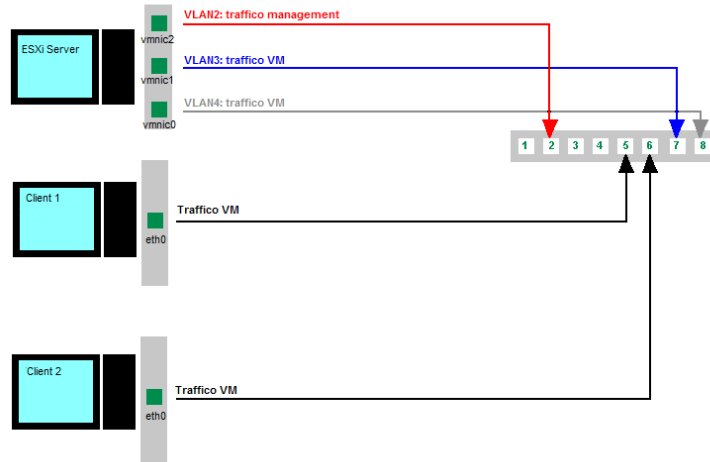 VLAN2: traffico management
vmnic2
ESXi Server
VLAN3: traffico VM
vmnic1
VLAN4: traffico VM
vmnic0
1 2 3 4 5 6 7 8
Client 1
Traffico VM
eth0
Client 2
Traffico VM
eth0